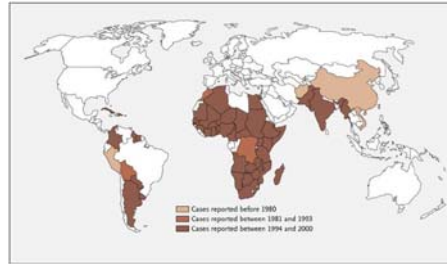 Cases reported before 1980
Cases reported between 1981 and 1993
Cases reported between 1994 and 2000